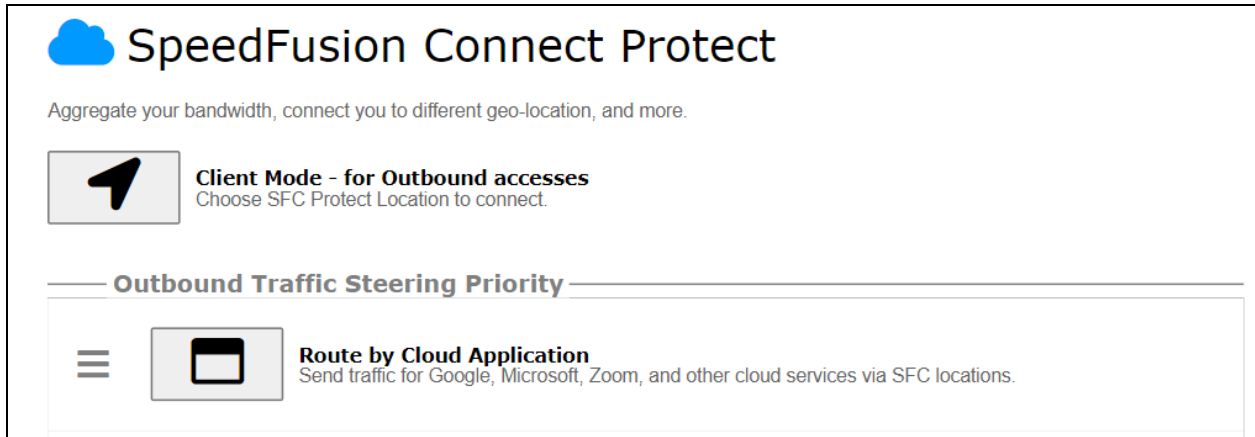 SpeedFusion Connect Protect
Aggregate your bandwidth, connect you to different geo-location, and more.
Client Mode - for Outbound accesses
Choose SFC Protect Location to connect.
Outbound Traffic Steering Priority
Route by Cloud Application
Send traffic for Google, Microsoft, Zoom, and other cloud services via SFC locations.